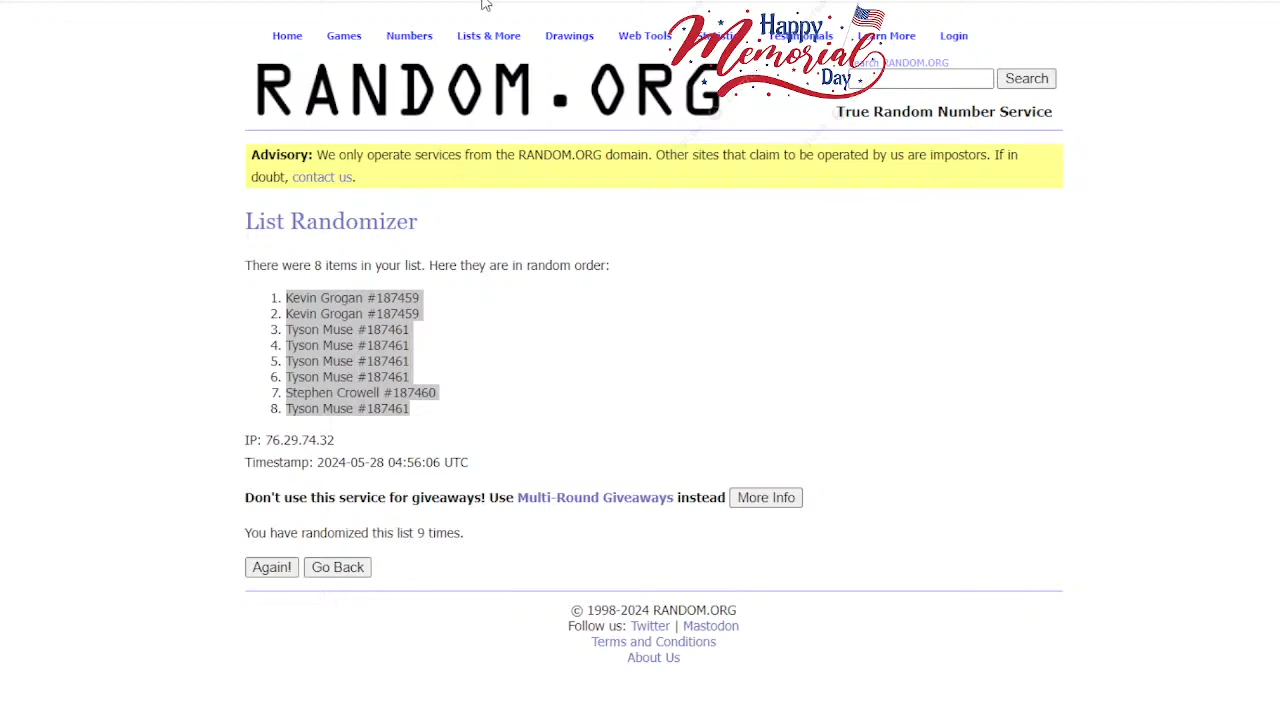 Home Games Numbers Lists & More Drawings Web Tools Statistics Testimonials Learn More Login
Happy
Memorial
Day
Search RANDOM.ORG
RANDOM.ORG
Search
True Random Number Service
Advisory: We only operate services from the RANDOM.ORG domain. Other sites that claim to be operated by us are impostors. If in
doubt, contact us.
List Randomizer
There were 8 items in your list. Here they are in random order:
1. Kevin Grogan #187459
2. Kevin Grogan #187459
3. Tyson Muse #187461
4. Tyson Muse #187461
5. Tyson Muse #187461
6. Tyson Muse #187461
7. Stephen Crowell #187460
8. Tyson Muse #187461
IP: 76.29.74.32
Timestamp: 2024-05-28 04:56:06 UTC
Don't use this service for giveaways! Use Multi-Round Giveaways instead More Info
You have randomized this list 9 times.
Again! Go Back
© 1998-2024 RANDOM.ORG
Follow us: Twitter | Mastodon
Terms and Conditions
About Us